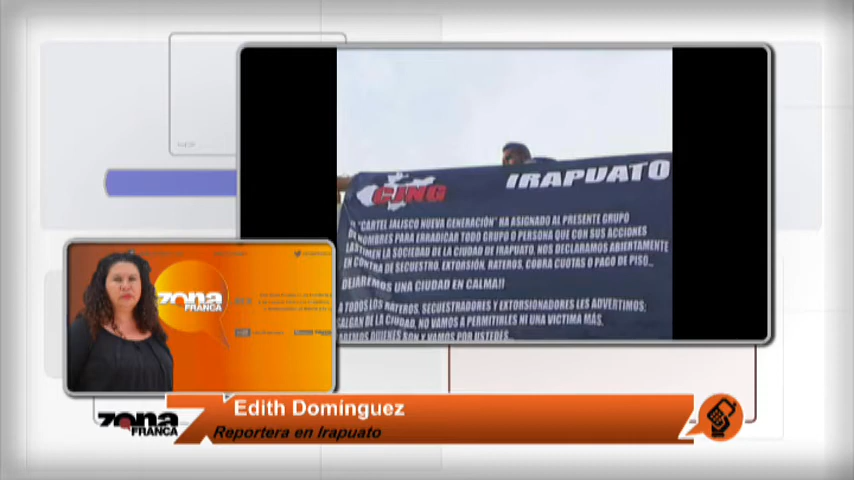 CJNG
IRAPUATO
"CARTEL JALISCO NUEVA GENERACIÓN" HA ASIGNADO AL PRESENTE GRUPO
DE HOMBRES PARA ERRADICAR TODO GRUPO O PERSONA QUE CON SUS ACCIONES
LASTIMEN LA SOCIEDAD DE LA CIUDAD DE IRAPUATO, NOS DECLARAMOS ABIERTAMENTE
EN CONTRA DE SECUESTRO, EXTORSIÓN, RATEROS, COBRA CUOTAS O PAGO DE PISO...
DEJAREMOS UNA CIUDAD EN CALMA!!
A TODOS LOS RATEROS, SECUESTRADORES Y EXTORSIONADORES LES ADVERTIMOS;
SALGAN DE LA CIUDAD, NO VAMOS A PERMITIRLES NI UNA VICTIMA MÁS,
SABEMOS QUIENES SON Y VAMOS POR USTEDES...
zona
FRANCA
Edith Domínguez
zona
FRANCA
Reportera en Irapuato